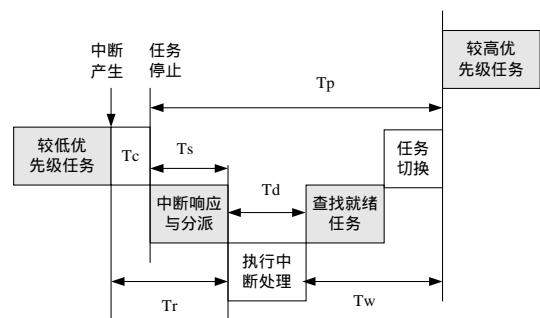 中断
产生
任务
停止
较高优
先级任务
Tp
较低优
先级任务
Tc
Ts
任务
切换
Td
中断响应
与分派
查找就绪
任务
执行中
断处理
Tr
Tw